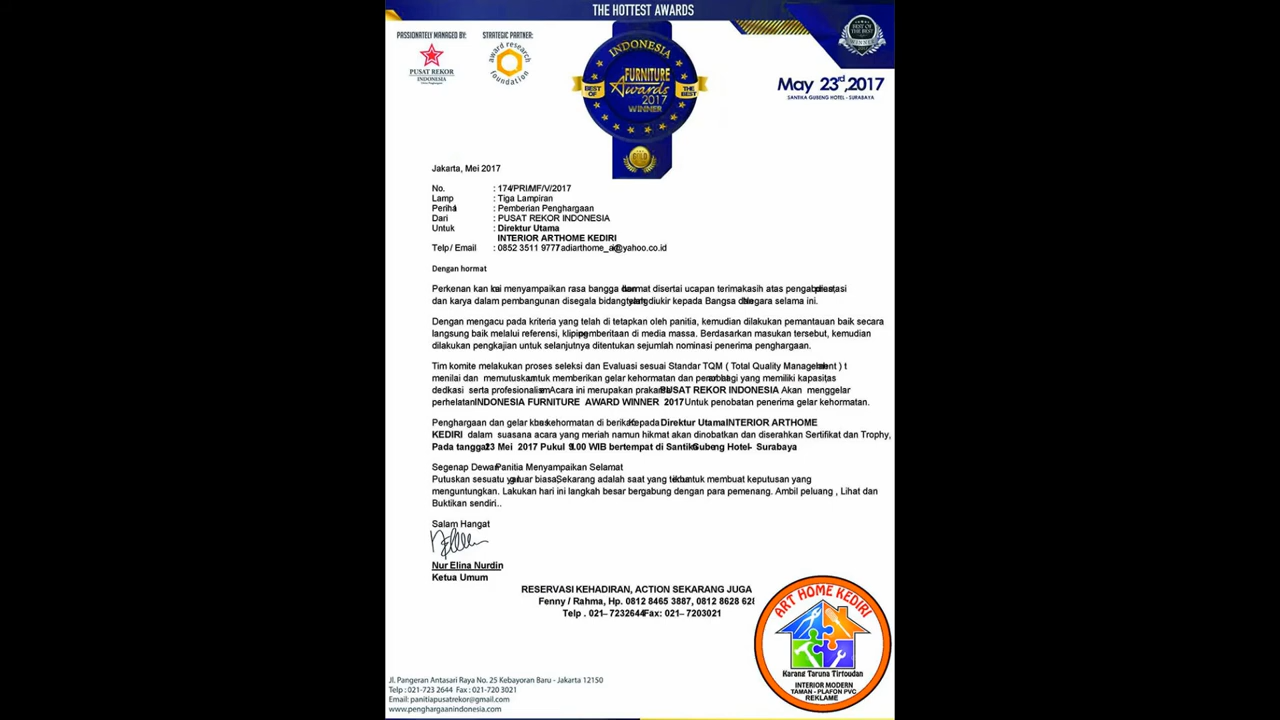 THE HOTTEST AWARDS
PASSIONATELY MANAGED BY:
STRATEGIC PARTNER:
PUSAT REKOR
INDONESIA
award research
foundation
INDONESIA
FURNITURE
Awards
2017
WINNER
BEST OF
THE BEST
GOLD
BEST OF
THE BEST
May 23rd,2017
SANTIKA GUBENG HOTEL - SURABAYA
Jakarta, Mei 2017
No. : 174/PRI/MF/V/2017
Lamp : Tiga Lampiran
Perihal : Pemberian Penghargaan
Dari : PUSAT REKOR INDONESIA
Untuk : Direktur Utama
INTERIOR ARTHOME KEDIRI
Telp / Email : 0852 3511 9777 adiarthome_adi@yahoo.co.id
Dengan hormat
Perkenan kan kami menyampaikan rasa bangga dan hormat disertai ucapan terimakasih atas pengabdian, prestasi
dan karya dalam pembangunan disegala bidang yang telah diukir kepada Bangsa dan Negara selama ini.
Dengan mengacu pada kriteria yang telah di tetapkan oleh panitia, kemudian dilakukan pemantauan baik secara
langsung baik melalui referensi, kliping pemberitaan di media massa. Berdasarkan masukan tersebut, kemudian
dilakukan pengkajian untuk selanjutnya ditentukan sejumlah nominasi penerima penghargaan.
Tim komite melakukan proses seleksi dan Evaluasi sesuai Standar TQM ( Total Quality Management ) t
menilai dan memutuskan untuk memberikan gelar kehormatan dan penobatan bagi yang memiliki kapasitas,
dedikasi serta profesionalism Acara ini merupakan prakarsa PUSAT REKOR INDONESIA Akan menggelar
perhelatan INDONESIA FURNITURE AWARD WINNER 2017 Untuk penobatan penerima gelar kehormatan.
Penghargaan dan gelar khusus kehormatan di berikan Kepada Direktur Utama INTERIOR ARTHOME
KEDIRI dalam suasana acara yang meriah namun hikmat akan dinobatkan dan diserahkan Sertifikat dan Trophy,
Pada tanggal 23 Mei 2017 Pukul 9.00 WIB bertempat di Santika Gubeng Hotel - Surabaya
Segenap Dewan Panitia Menyampaikan Selamat
Putuskan sesuatu yang luar biasa, Sekarang adalah saat yang tepat untuk membuat keputusan yang
menguntungkan. Lakukan hari ini langkah besar bergabung dengan para pemenang. Ambil peluang , Lihat dan
Buktikan sendiri..
Salam Hangat
Nur Elina Nurdin
Ketua Umum
RESERVASI KEHADIRAN, ACTION SEKARANG JUGA
Fenny / Rahma, Hp. 0812 8465 3887, 0812 8628 628
Telp . 021– 7232644 Fax: 021– 7203021
ART HOME KEDIRI
Karang Taruna Tirtoudan
INTERIOR MODERN
TAMAN - PLAFON PVC
REKLAME
Jl. Pangeran Antasari Raya No. 25 Kebayoran Baru - Jakarta 12150
Telp : 021-723 2644 Fax : 021-720 3021
Email: panitiapusatrekor@gmail.com
www.penghargaanindonesia.com